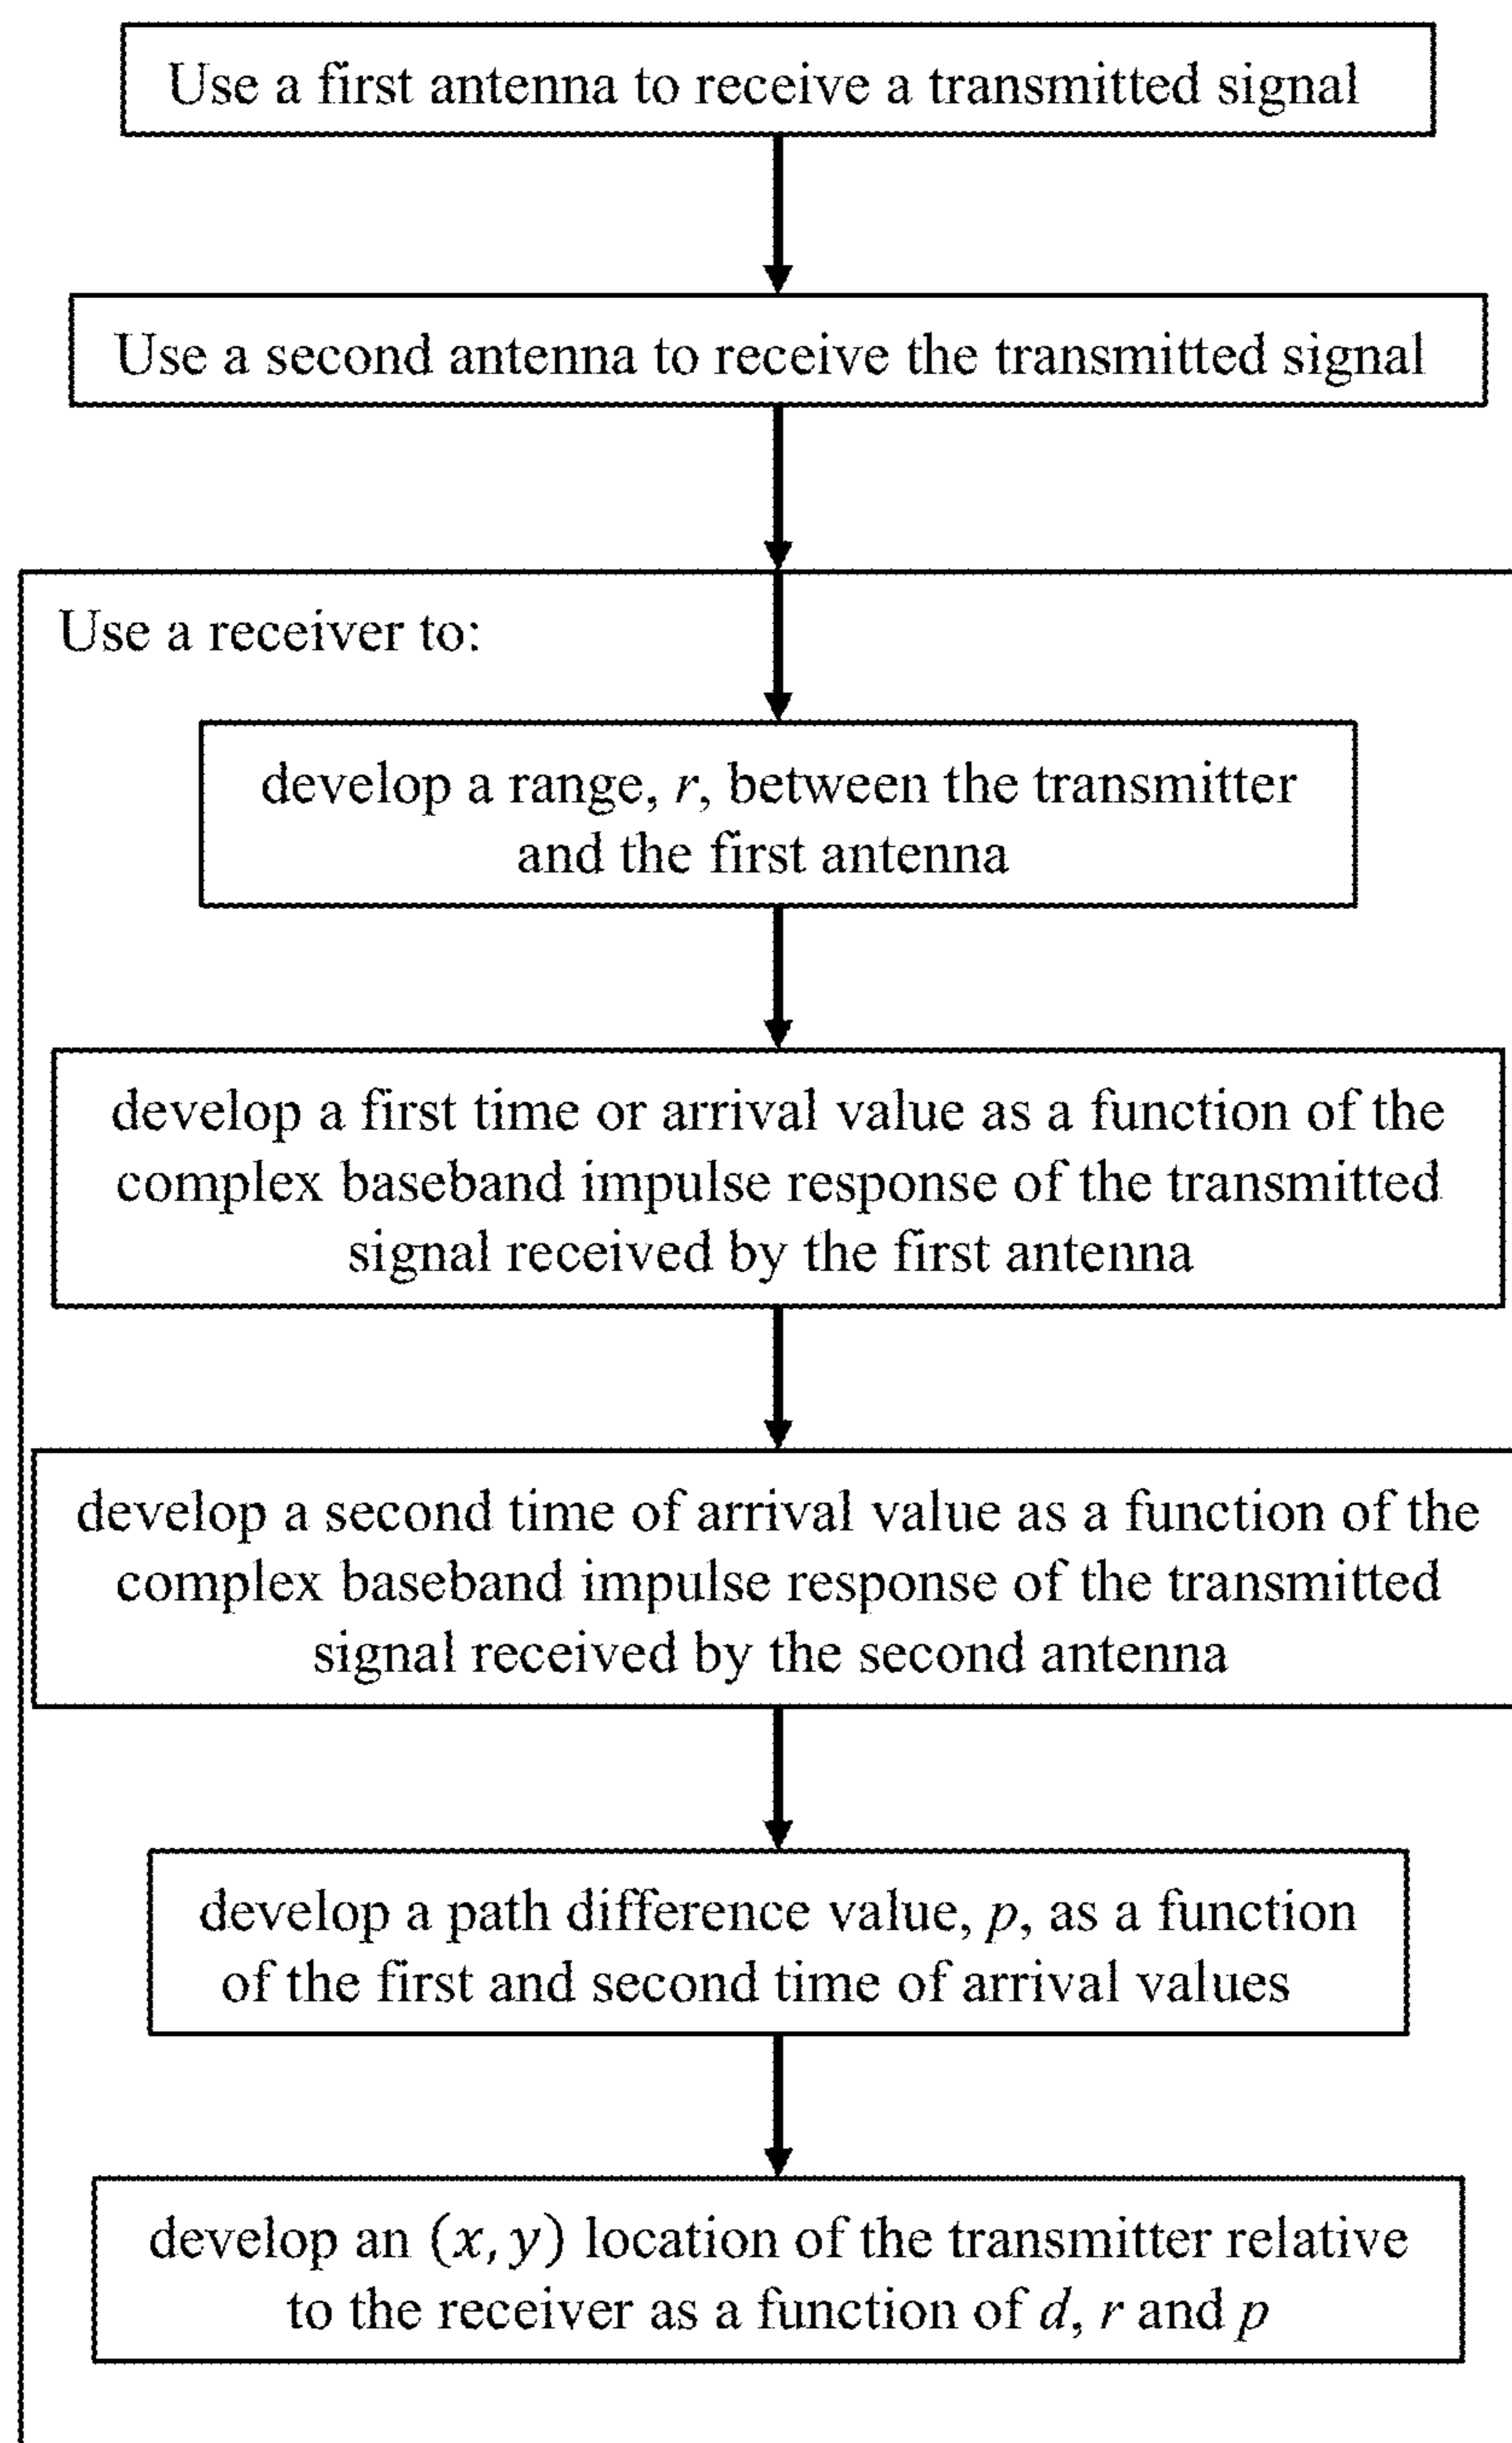 Use a first antenna to receive a transmitted signal
Use a second antenna to receive the transmitted signal
Use a receiver to:
develop a range, r, between the transmitter
and the first antenna
develop a first time or arrival value as a function of the
complex baseband impulse response of the transmitted
signal received by the first antenna
develop a second time of arrival value as a function of the
complex baseband impulse response of the transmitted
signal received by the second antenna
develop a path difference value, p, as a function
of the first and second time of arrival values
develop an (x, y) location of the transmitter relative
to the receiver as a function of d, r and p